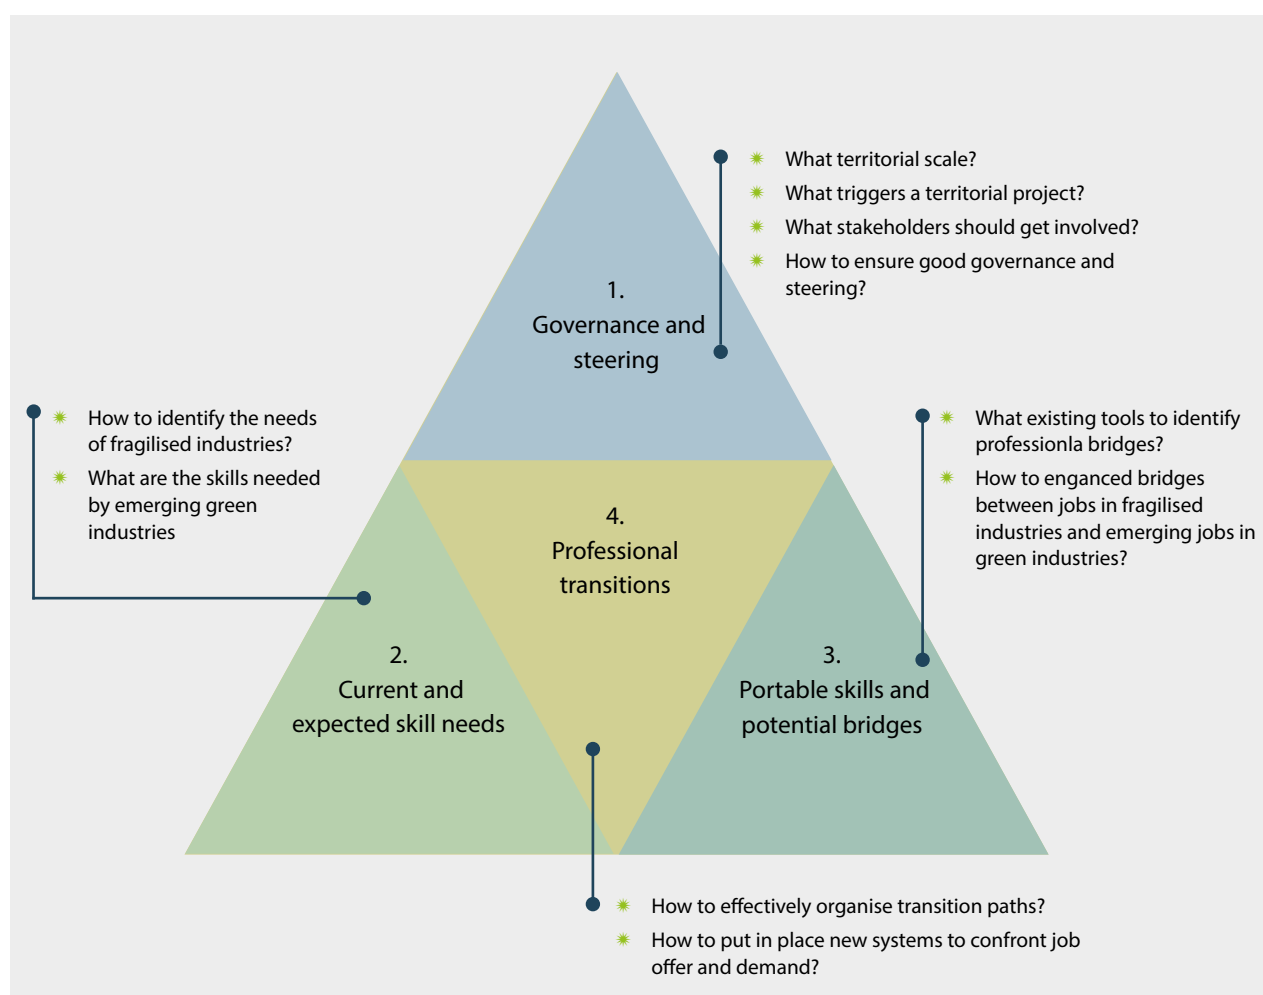 What territorial scale?
What triggers a territorial project?
What stakeholders should get involved?
How to ensure good governance and
steering?
1.
Governance and
steering
How to identify the needs
of fragilised industries?
What are the skills needed
by emerging green
industries
What existing tools to identify
professionla bridges?
How to enganced bridges
between jobs in fragilised
industries and emerging jobs in
green industries?
4.
Professional
transitions
2.
Current and
expected skill needs
3.
Portable skills and
potential bridges
How to effectively organise transition paths?
How to put in place new systems to confront job
offer and demand?